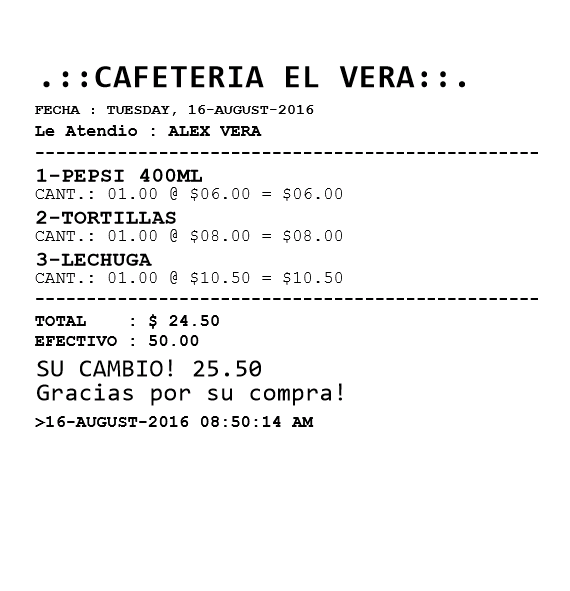 .::CAFETERIA EL VERA::.
FECHA : TUESDAY, 16-AUGUST-2016
Le Atendio : ALEX VERA
-------------------------------------------------
1-PEPSI 400ML
CANT.: 01.00 @ $06.00 = $06.00
2-TORTILLAS
CANT.: 01.00 @ $08.00 = $08.00
3-LECHUGA
CANT.: 01.00 @ $10.50 = $10.50
-------------------------------------------------
TOTAL    : $ 24.50
EFECTIVO : 50.00
SU CAMBIO! 25.50
Gracias por su compra!
>16-AUGUST-2016 08:50:14 AM